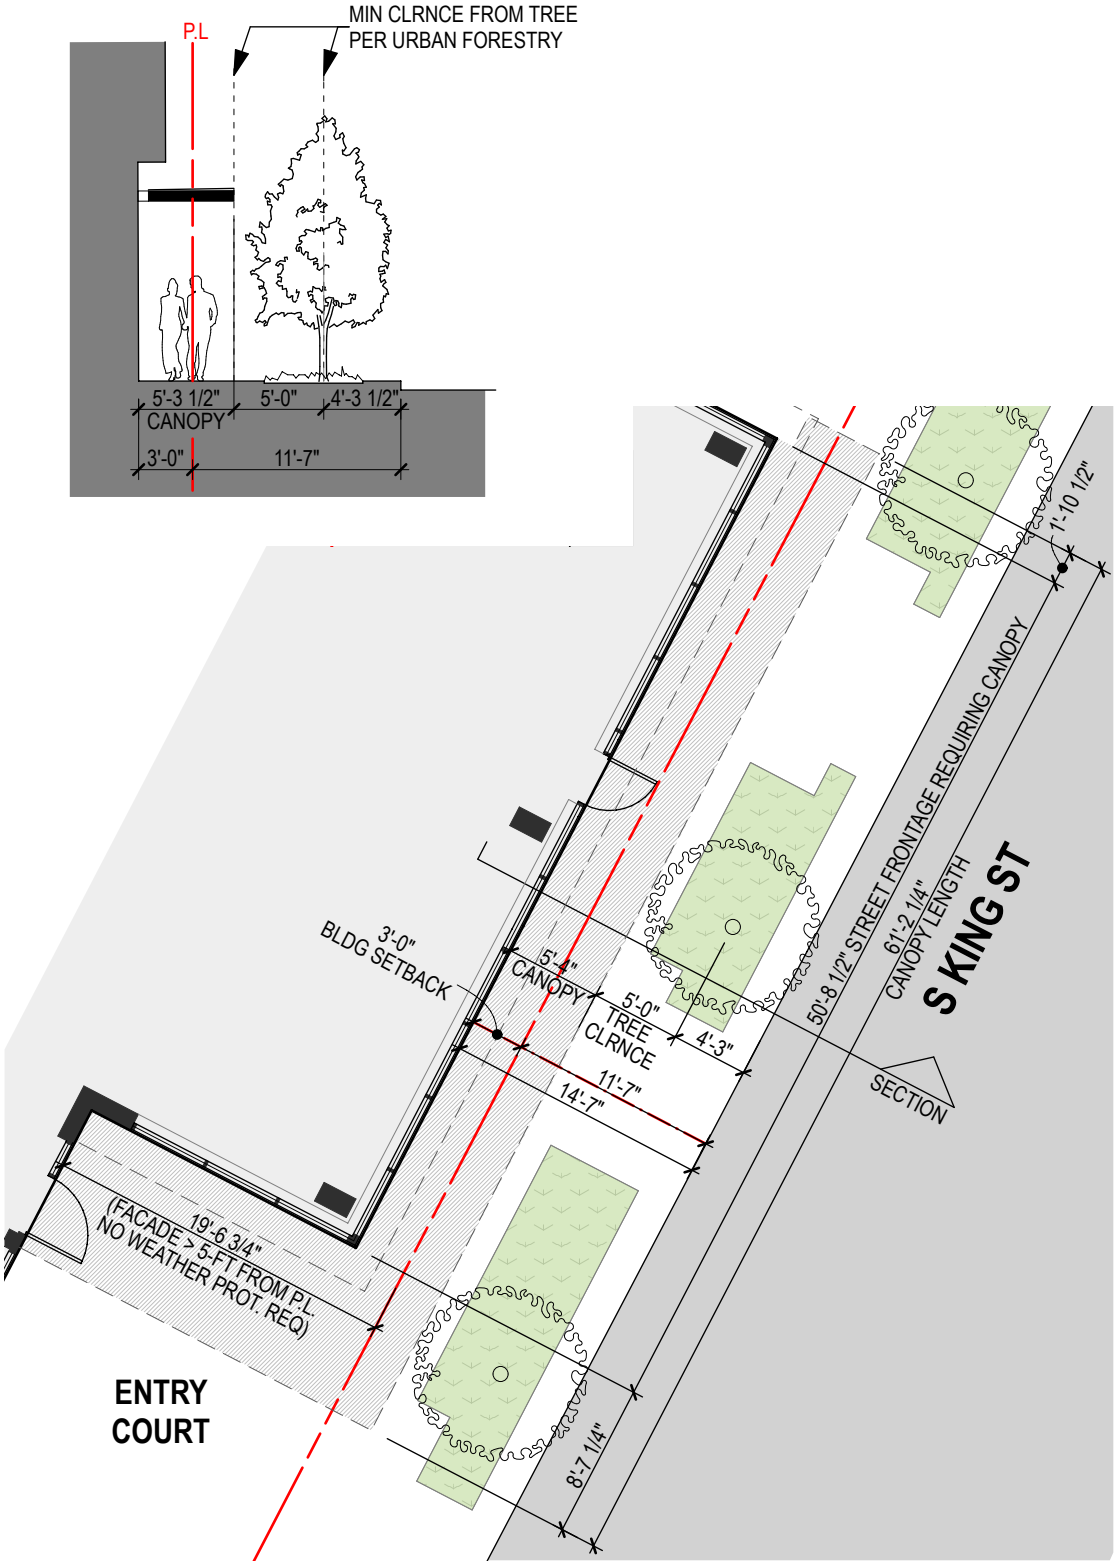 MIN CLRNCE FROM TREE
PER URBAN FORESTRY
P.L
5'-3 1/2"
5'-0"
4'-3 1/2"
CANOPY
3'-0"
11'-7"
1'-10 1/2"
50'-8 1/2" STREET FRONTAGE REQUIRING CANOPY
61'-2 1/4"
CANOPY LENGTH
S KING ST
3'-0"
BLDG SETBACK
5'-4"
CANOPY
5'-0"
TREE
CLRNCE
4'-3"
11'-7"
14'-7"
SECTION
19'-6 3/4"
(FACADE > 5-FT FROM P.L.
NO WEATHER PROT. REQ)
ENTRY
COURT
8'-7 1/4"